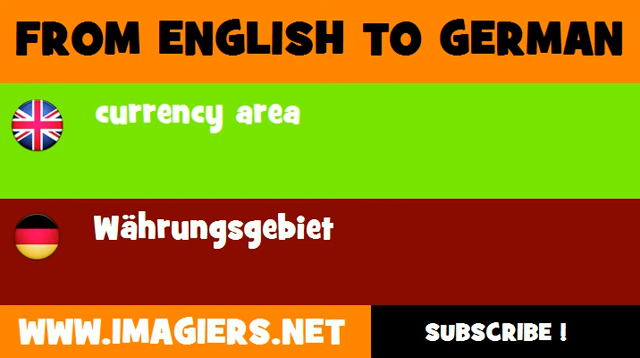 FROM ENGLISH TO GERMAN
currency area
Währungsgebiet
WWW.IMAGIERS.NET
SUBSCRIBE !